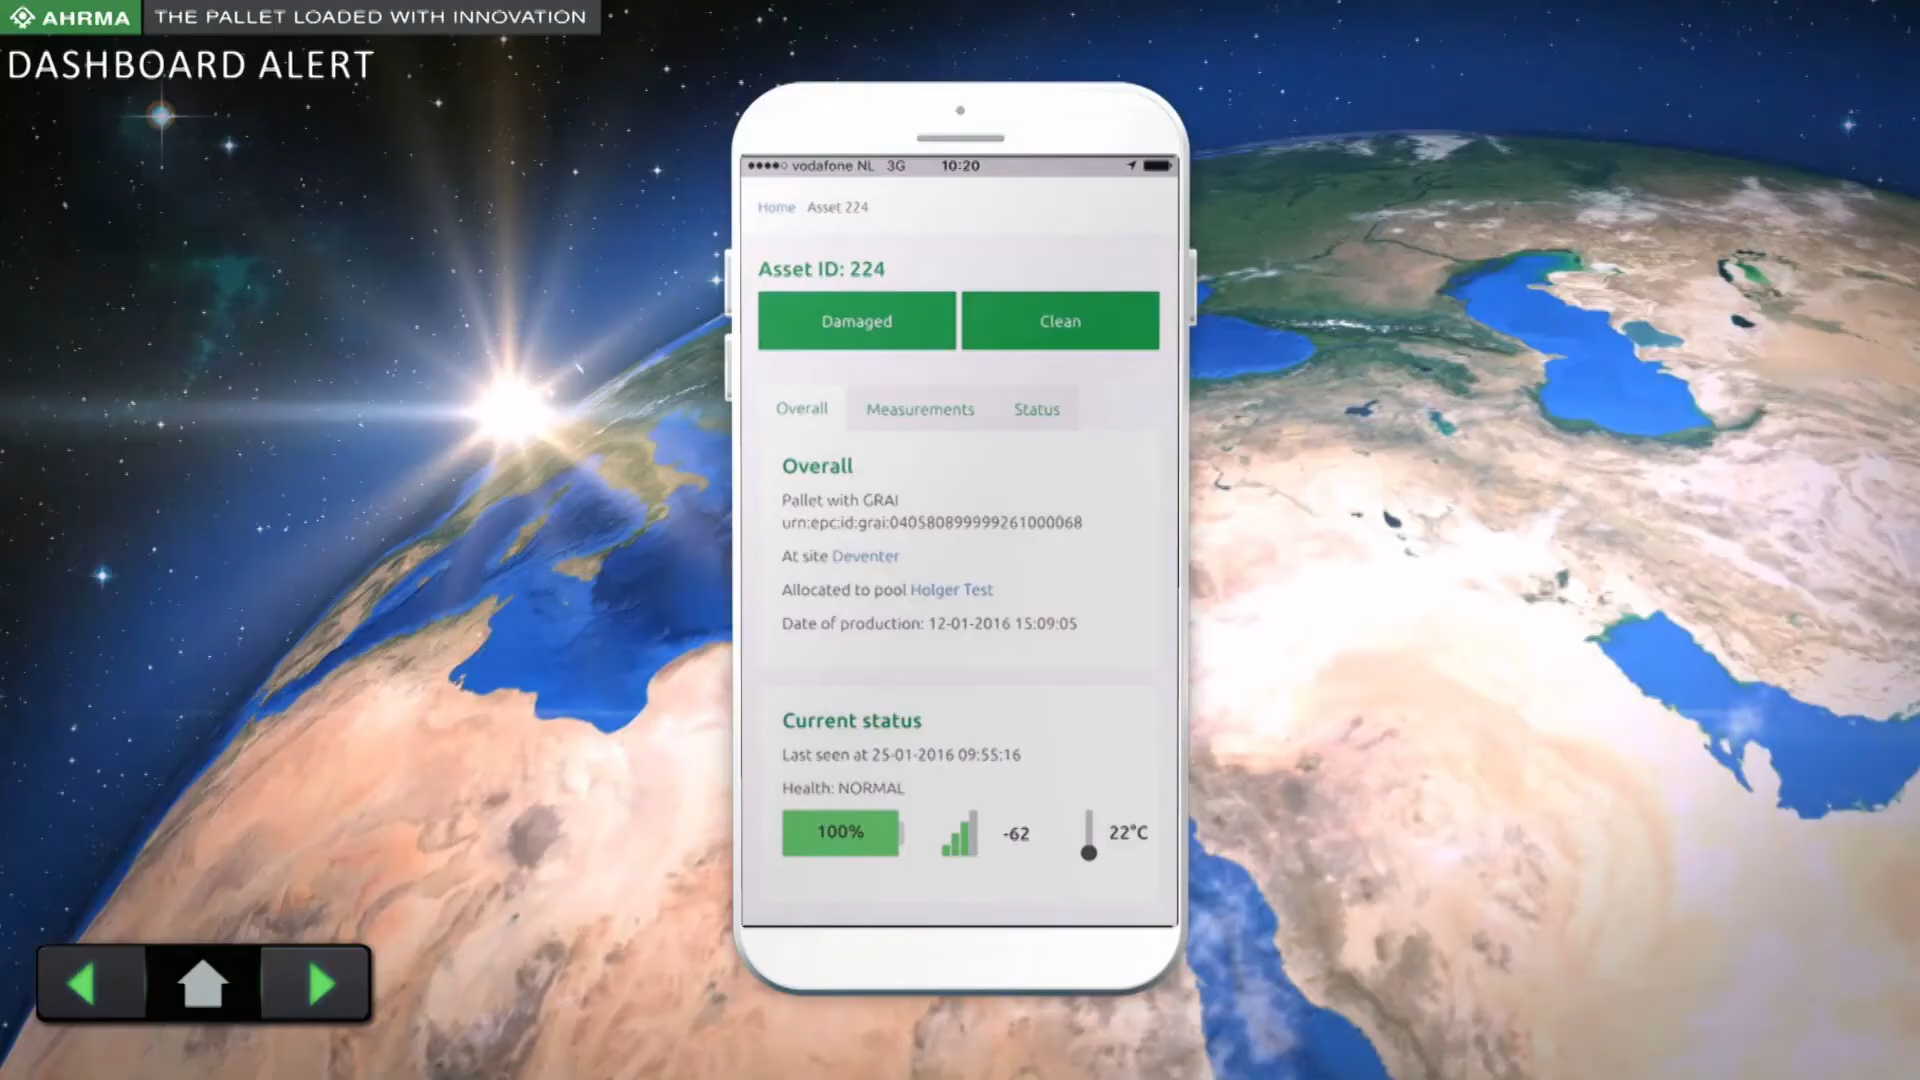 AHRMA THE PALLET LOADED WITH INNOVATION
DASHBOARD ALERT
vodafone NL 3G 10:20
Home Asset 224
Asset ID: 224
Damaged Clean
Overall Measurements Status
Overall
Pallet with GRAI
urn:epc:id:grai:040580899999261000068
At site Deventer
Allocated to pool Holger Test
Date of production: 12-01-2016 15:09:05
Current status
Last seen at 25-01-2016 09:55:16
Health: NORMAL
100% -62 22°C